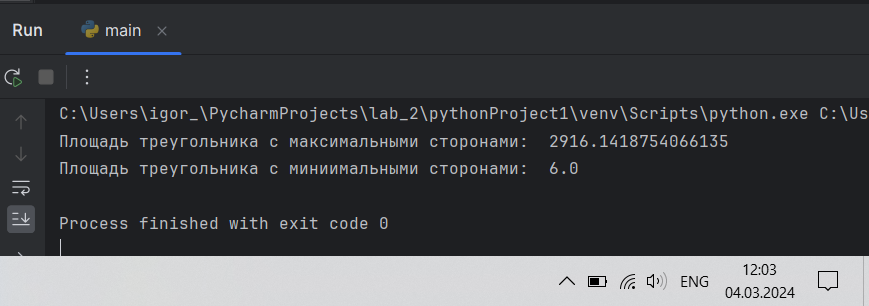 Run main
C:\Users\igor_\PycharmProjects\lab_2\pythonProject1\venv\Scripts\python.exe C:\Us
Площадь треугольника с максимальными сторонами:  2916.1418754066135
Площадь треугольника с миниимальными сторонами:  6.0
Process finished with exit code 0
ENG
12:03
04.03.2024